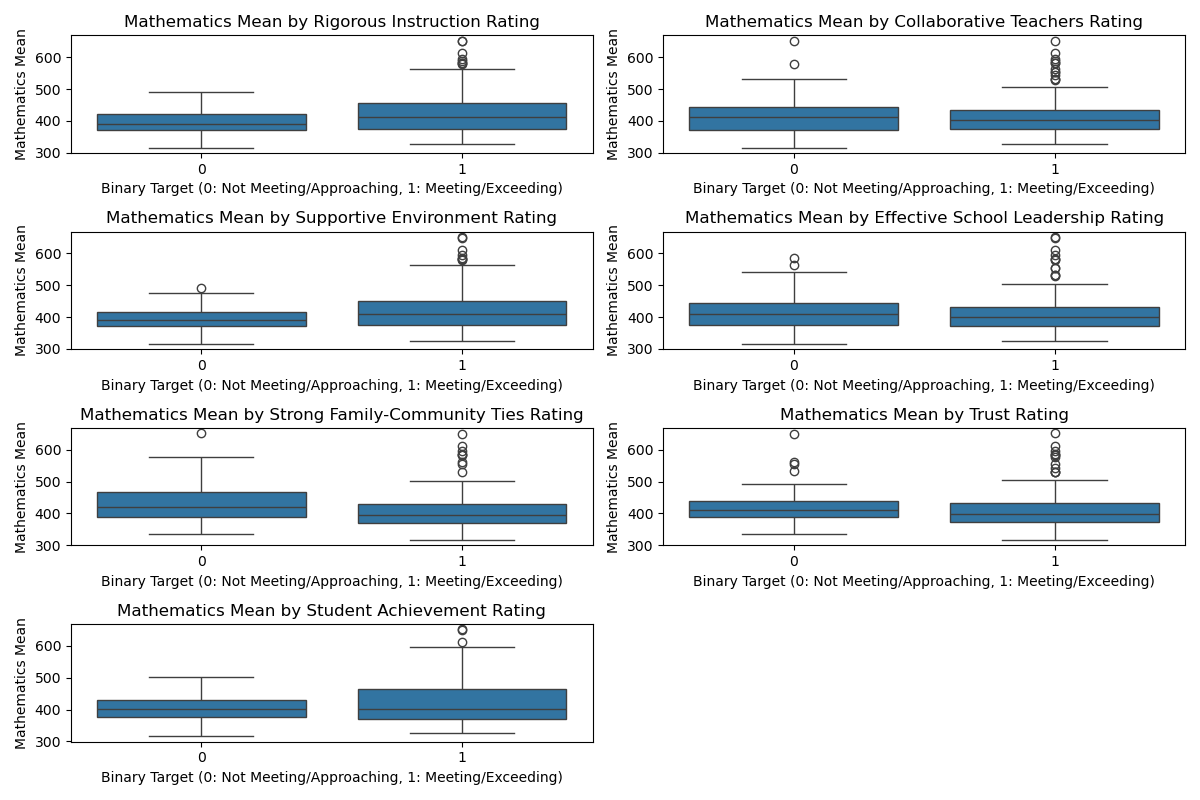 Mathematics Mean by Rigorous Instruction Rating
Mathematics Mean
600
500
400
300
0
1
Binary Target (0: Not Meeting/Approaching, 1: Meeting/Exceeding)
Mathematics Mean by Collaborative Teachers Rating
Mathematics Mean
600
500
400
300
0
1
Binary Target (0: Not Meeting/Approaching, 1: Meeting/Exceeding)
Mathematics Mean by Supportive Environment Rating
Mathematics Mean
600
500
400
300
0
1
Binary Target (0: Not Meeting/Approaching, 1: Meeting/Exceeding)
Mathematics Mean by Effective School Leadership Rating
Mathematics Mean
600
500
400
300
0
1
Binary Target (0: Not Meeting/Approaching, 1: Meeting/Exceeding)
Mathematics Mean by Strong Family-Community Ties Rating
Mathematics Mean
600
500
400
300
0
1
Binary Target (0: Not Meeting/Approaching, 1: Meeting/Exceeding)
Mathematics Mean by Trust Rating
Mathematics Mean
600
500
400
300
0
1
Binary Target (0: Not Meeting/Approaching, 1: Meeting/Exceeding)
Mathematics Mean by Student Achievement Rating
Mathematics Mean
600
500
400
300
0
1
Binary Target (0: Not Meeting/Approaching, 1: Meeting/Exceeding)